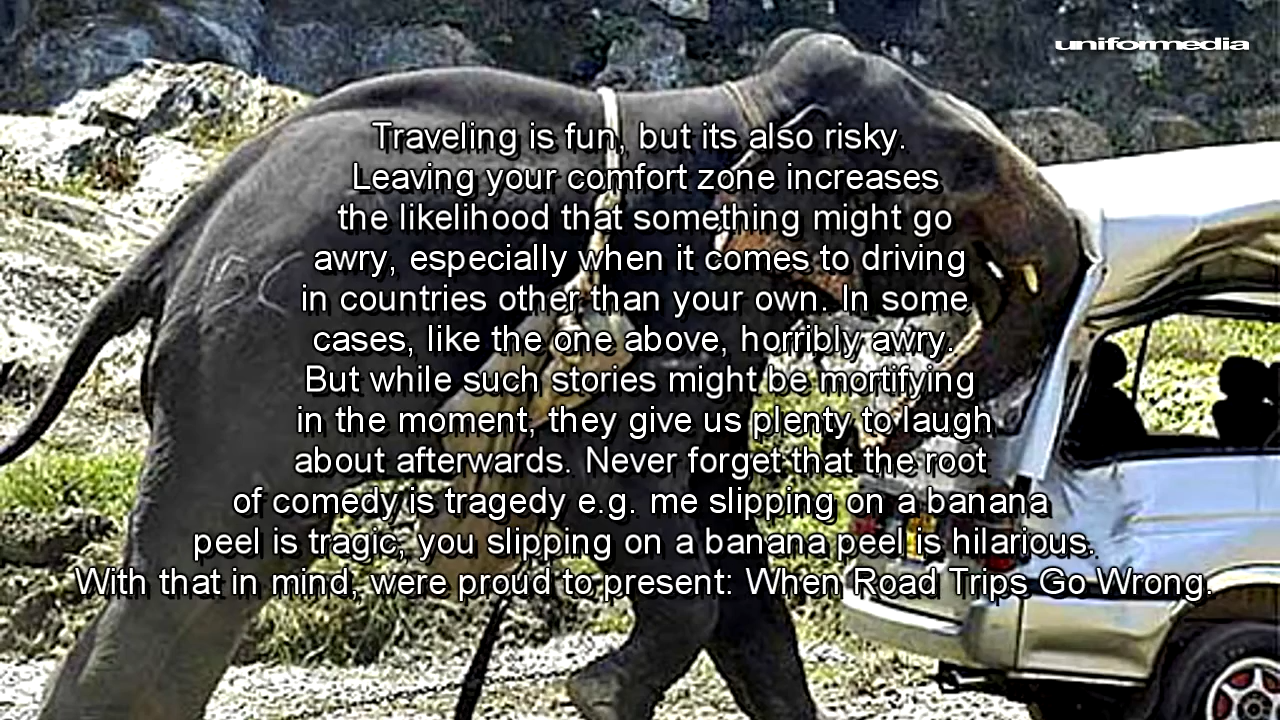 uniformedia
Traveling is fun, but its also risky.
Leaving your comfort zone increases
the likelihood that something might go
awry, especially when it comes to driving
in countries other than your own. In some
cases, like the one above, horribly awry.
But while such stories might be mortifying
in the moment, they give us plenty to laugh
about afterwards. Never forget that the root
of comedy is tragedy e.g. me slipping on a banana
peel is tragic; you slipping on a banana peel is hilarious.
With that in mind, were proud to present: When Road Trips Go Wrong.